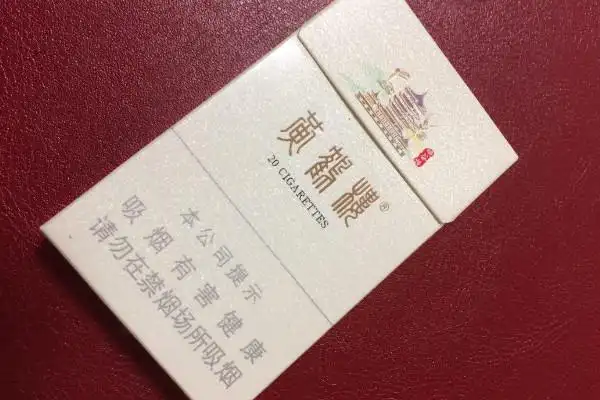 黄鹤楼®
20 CIGARETTES
本公司提示
吸烟有害健康
请勿在禁烟场所吸烟